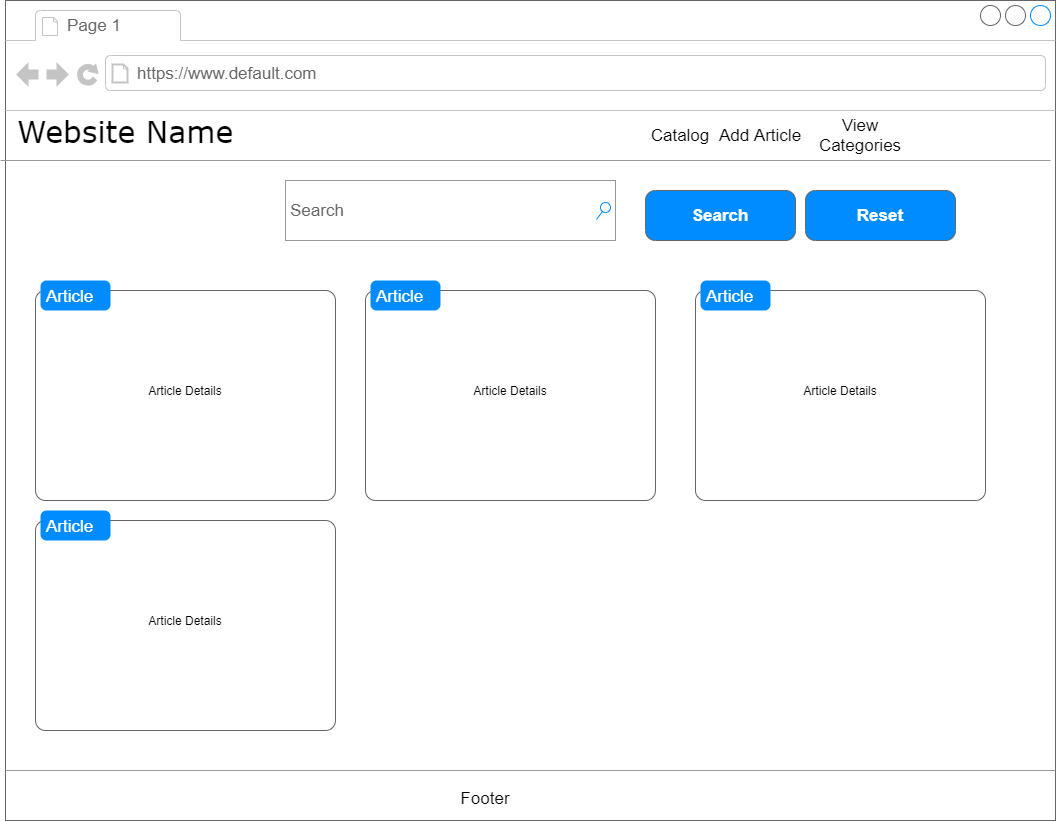 Page 1
https://www.default.com
Website Name
Catalog
Add Article
View
Categories
Search
Search
Reset
Article
Article
Article
Article Details
Article Details
Article Details
Article
Article Details
Footer